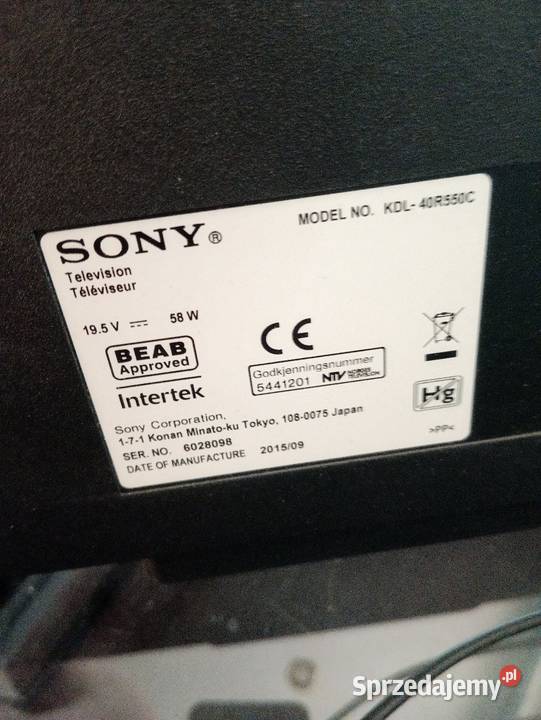 SONY®
MODEL NO. KDL-40R550C
Television
Téléviseur
19.5 V 58 W
BEAB
Approved
Intertek
CE
Godkjenningsnummer
5441201 NTV NORGES TELEVISION
Hg
Sony Corporation,
1-7-1 Konan Minato-ku Tokyo, 108-0075 Japan
SER. NO. 6028098
DATE OF MANUFACTURE 2015/09
>PP<
Sprzedajemy.pl